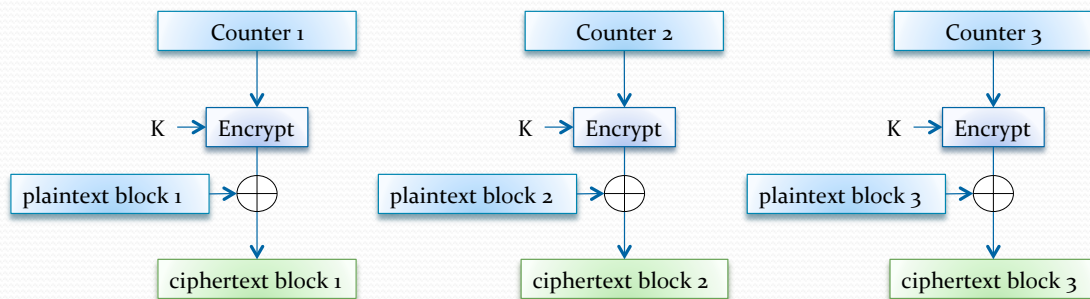 Counter 1 Counter 2 Counter 3
K Encrypt K Encrypt K Encrypt
plaintext block 1 plaintext block 2 plaintext block 3
ciphertext block 1 ciphertext block 2 ciphertext block 3